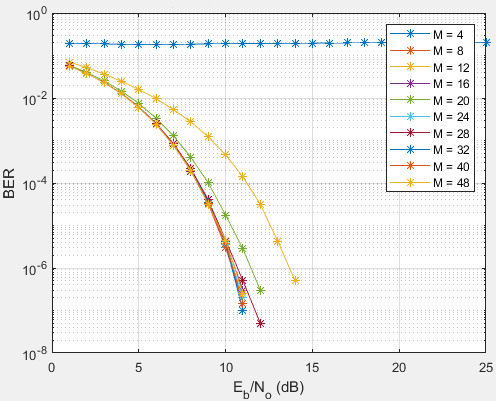 10^0
10^-2
10^-4
10^-6
10^-8
BER
0
5
10
15
20
25
E_b/N_o (dB)
M = 4
M = 8
M = 12
M = 16
M = 20
M = 24
M = 28
M = 32
M = 40
M = 48